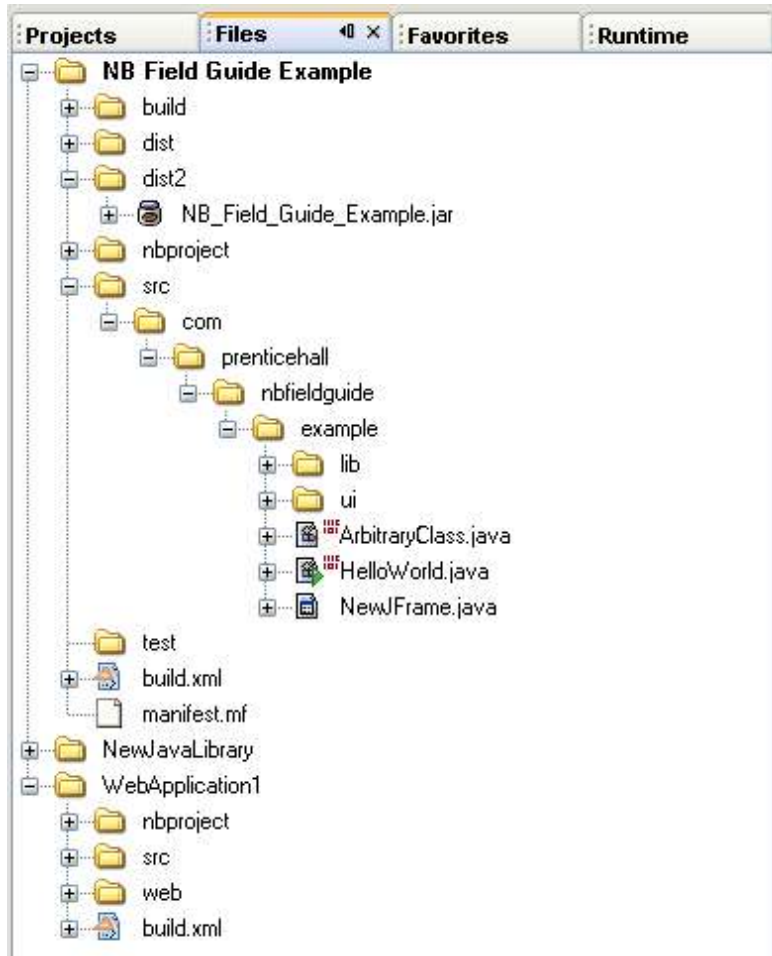 Projects Files Favorites Runtime
NB Field Guide Example
build
dist
dist2
NB_Field_Guide_Example.jar
nbproject
src
com
prenticehall
nbfieldguide
example
lib
ui
ArbitraryClass.java
HelloWorld.java
NewJFrame.java
test
build.xml
manifest.mf
NewJavaLibrary
WebApplication1
nbproject
src
web
build.xml